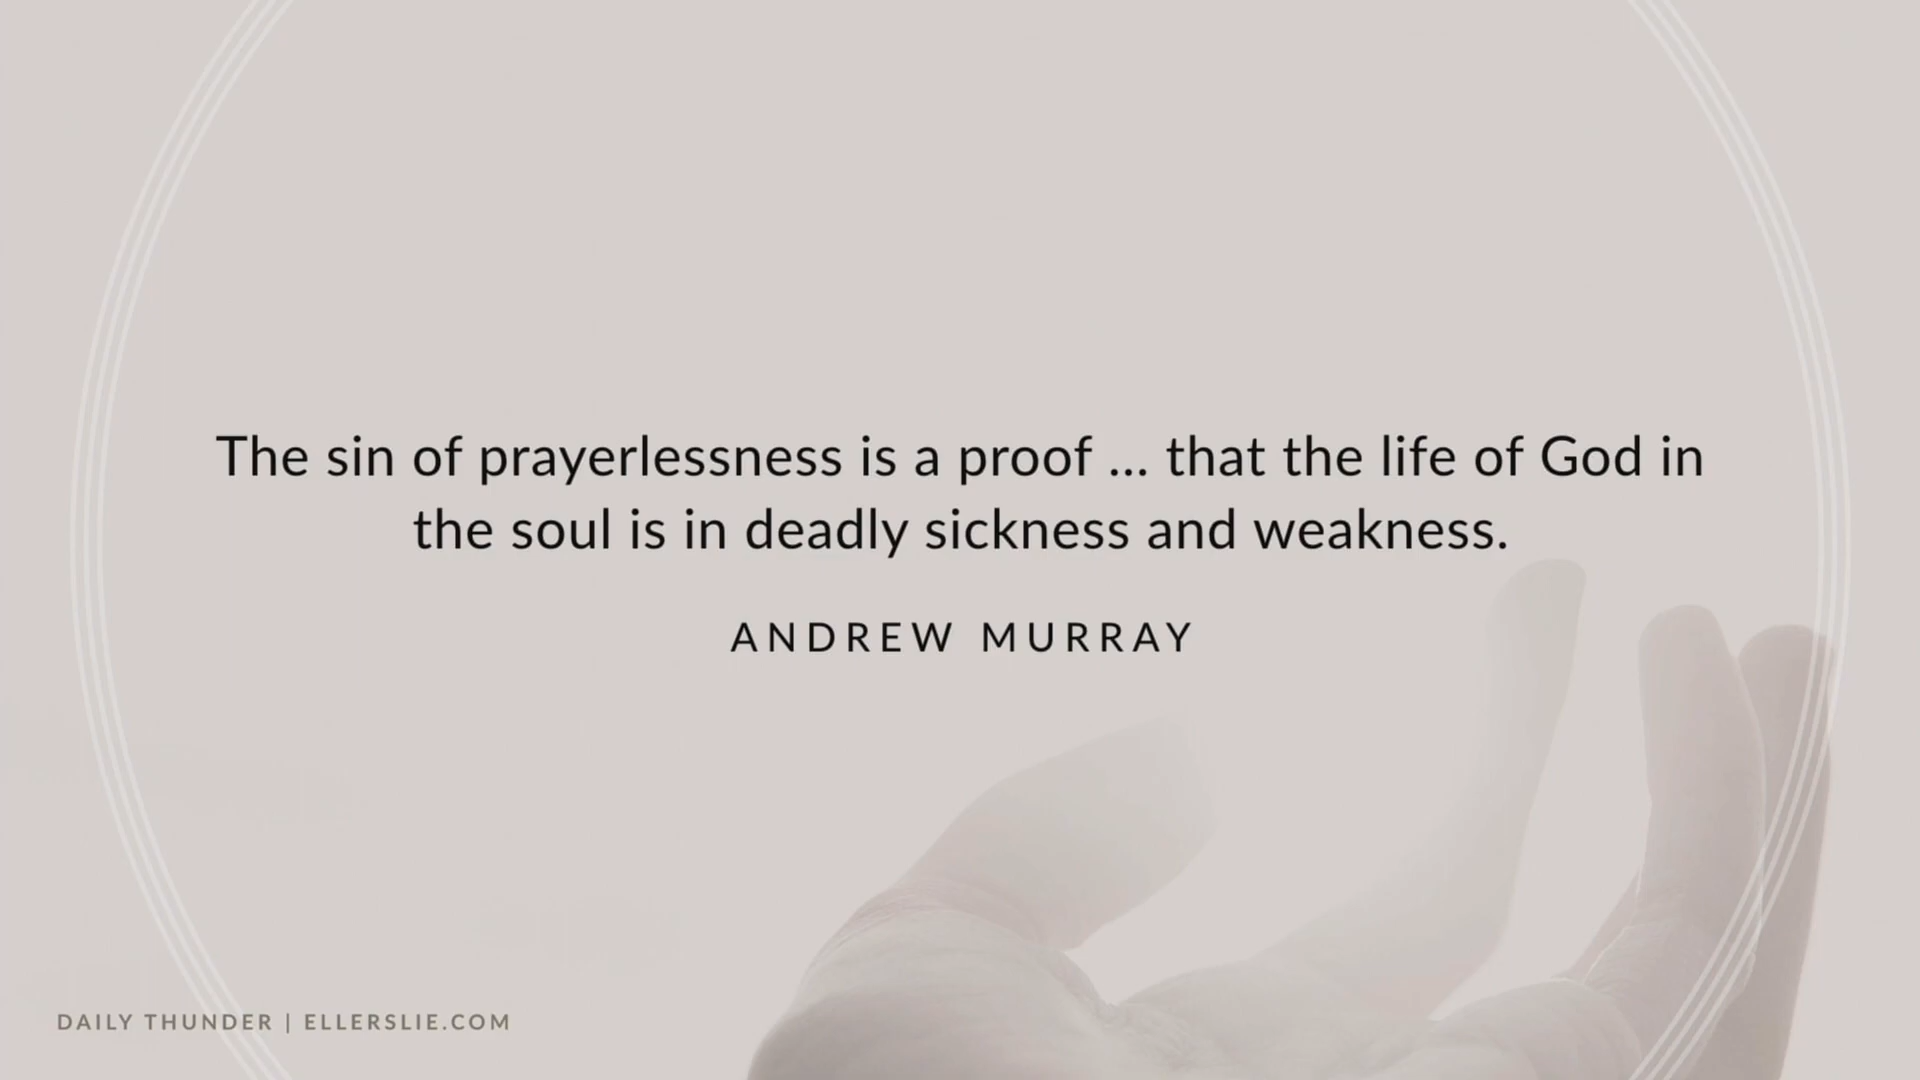 The sin of prayerlessness is a proof ... that the life of God in
the soul is in deadly sickness and weakness.
ANDREW MURRAY
DAILY THUNDER | ELLERSLIE.COM